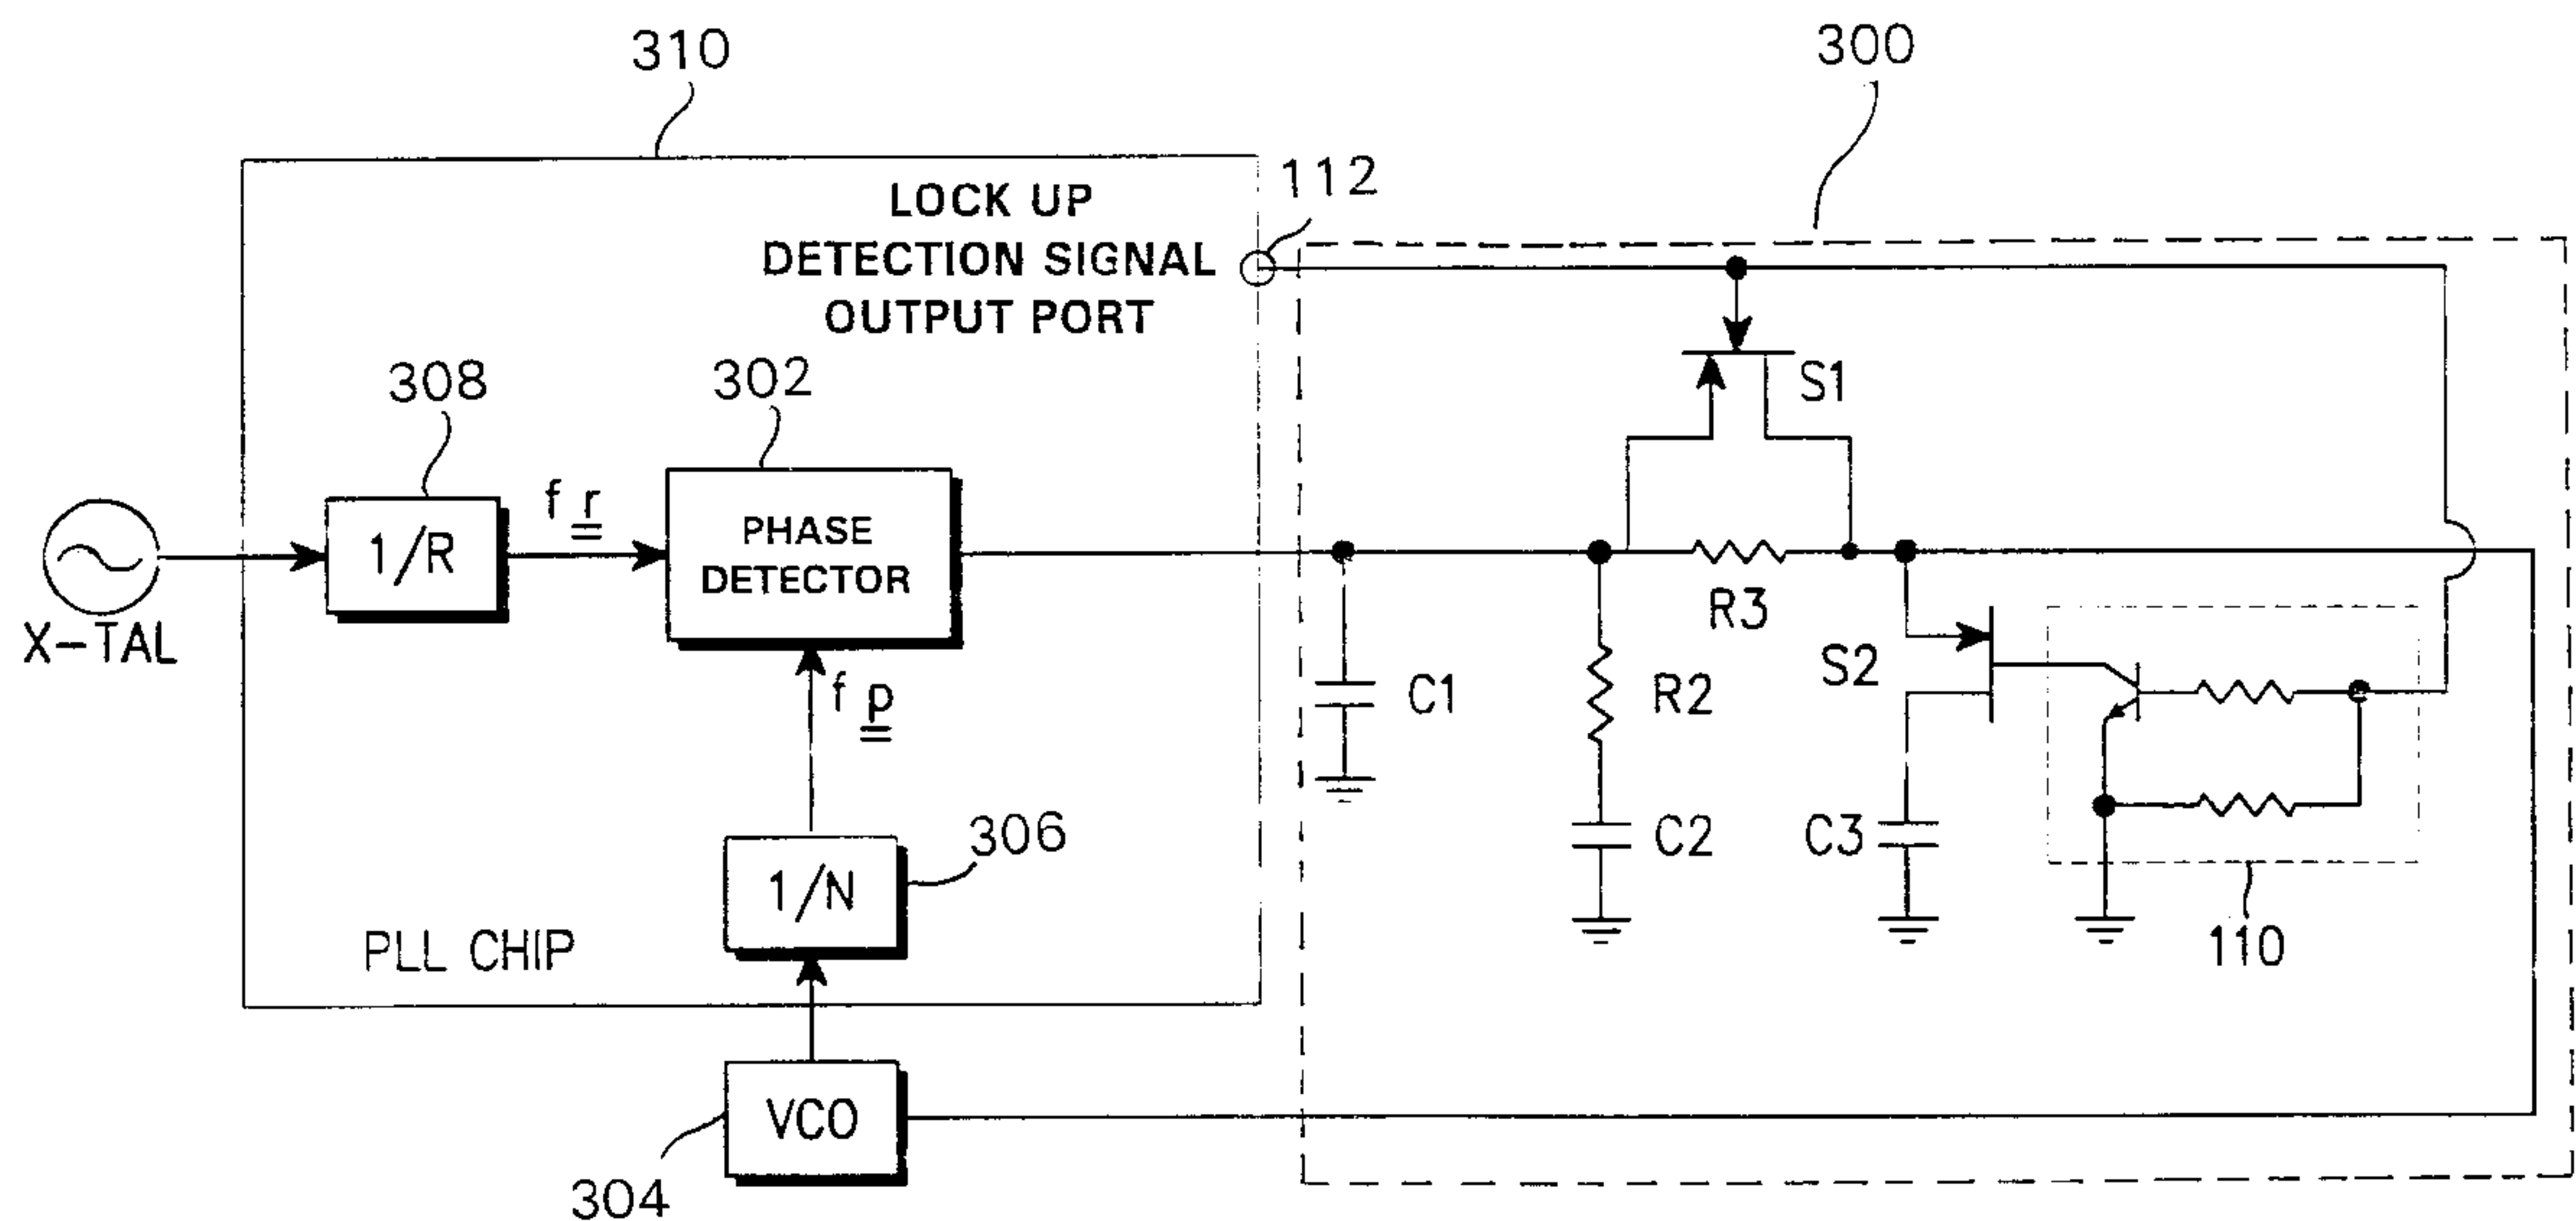 310
300
112
LOCK UP
DETECTION SIGNAL
OUTPUT PORT
308
302
S1
f r
1/R
PHASE
DETECTOR
X-TAL
R3
f p
C1
R2
S2
306
1/N
C2
C3
PLL CHIP
110
VCO
304